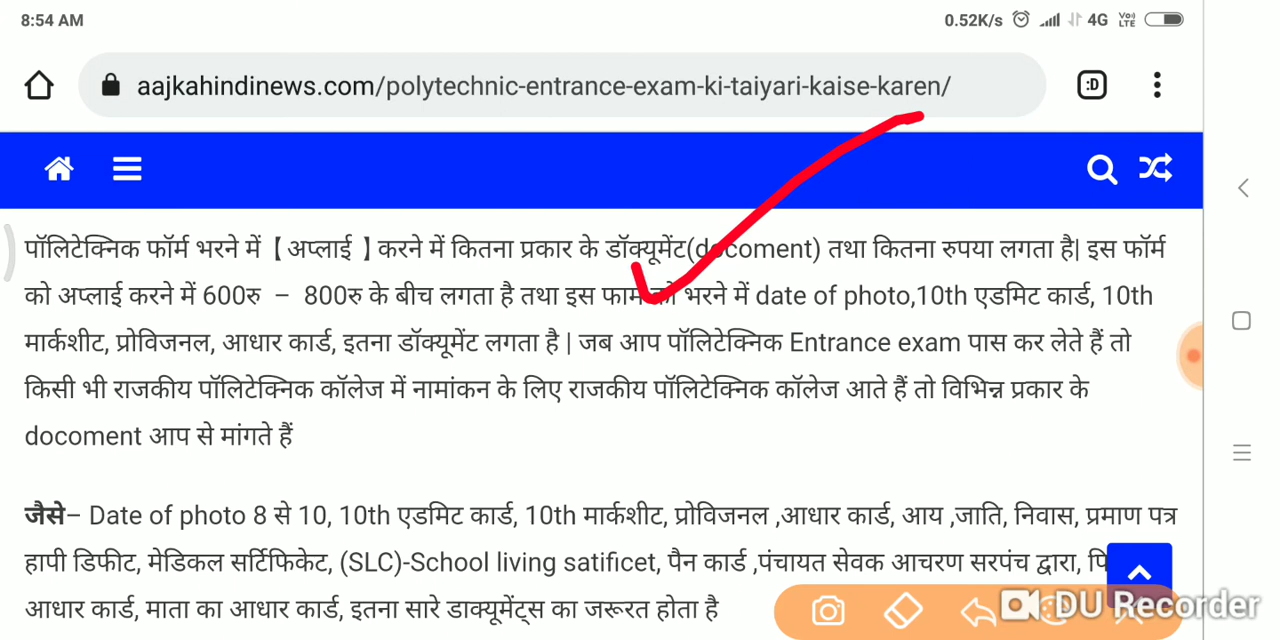 8:54 AM
0.52K/s 4G VoLTE
aajkahindinews.com/polytechnic-entrance-exam-ki-taiyari-kaise-karen/
:D
पॉलिटेक्निक फॉर्म भरने में【 अप्लाई 】करने में कितना प्रकार के डॉक्यूमेंट(docoment) तथा कितना रुपया लगता है| इस फॉर्म
को अप्लाई करने में 600रु – 800रु के बीच लगता है तथा इस फार्म को भरने में date of photo,10th एडमिट कार्ड, 10th
मार्कशीट, प्रोविजनल, आधार कार्ड, इतना डॉक्यूमेंट लगता है | जब आप पॉलिटेक्निक Entrance exam पास कर लेते हैं तो
किसी भी राजकीय पॉलिटेक्निक कॉलेज में नामांकन के लिए राजकीय पॉलिटेक्निक कॉलेज आते हैं तो विभिन्न प्रकार के
docoment आप से मांगते हैं
जैसे– Date of photo 8 से 10, 10th एडमिट कार्ड, 10th मार्कशीट, प्रोविजनल ,आधार कार्ड, आय ,जाति, निवास, प्रमाण पत्र
हापी डिफीट, मेडिकल सर्टिफिकेट, (SLC)-School living satificet, पैन कार्ड ,पंचायत सेवक आचरण सरपंच द्वारा,
आधार कार्ड, माता का आधार कार्ड, इतना सारे डाक्यूमेंट्स का जरूरत होता है
DU Recorder